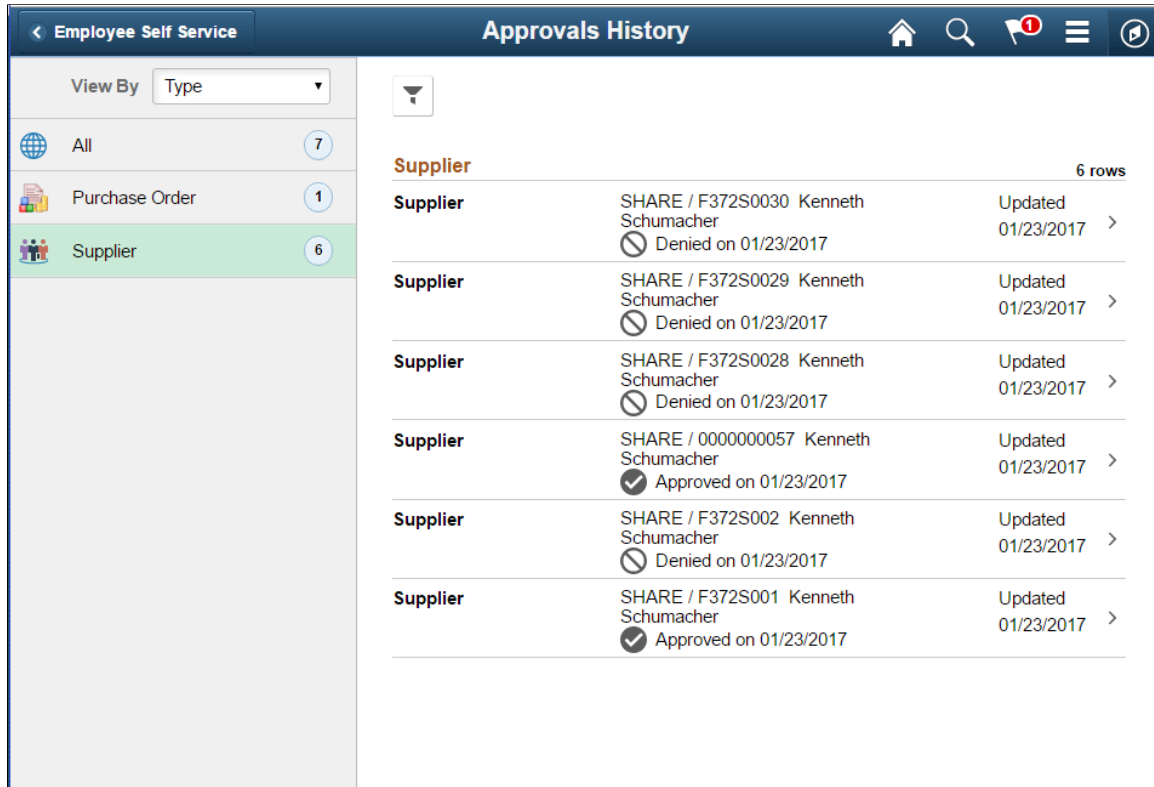 Employee Self Service
Approvals History
1
View By Type
All 7
Purchase Order 1
Supplier 6
Supplier
6 rows
Supplier SHARE / F372S0030 Kenneth Updated
Schumacher 01/23/2017
Denied on 01/23/2017
Supplier SHARE / F372S0029 Kenneth Updated
Schumacher 01/23/2017
Denied on 01/23/2017
Supplier SHARE / F372S0028 Kenneth Updated
Schumacher 01/23/2017
Denied on 01/23/2017
Supplier SHARE / 0000000057 Kenneth Updated
Schumacher 01/23/2017
Approved on 01/23/2017
Supplier SHARE / F372S002 Kenneth Updated
Schumacher 01/23/2017
Denied on 01/23/2017
Supplier SHARE / F372S001 Kenneth Updated
Schumacher 01/23/2017
Approved on 01/23/2017